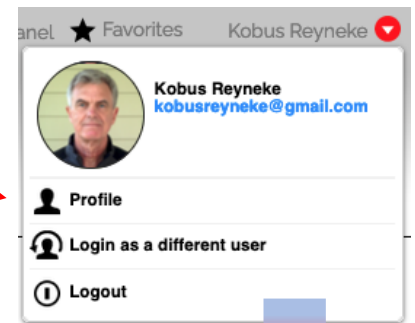 anel Favorites Kobus Reyneke
Kobus Reyneke
kobusreyneke@gmail.com
Profile
Login as a different user
Logout